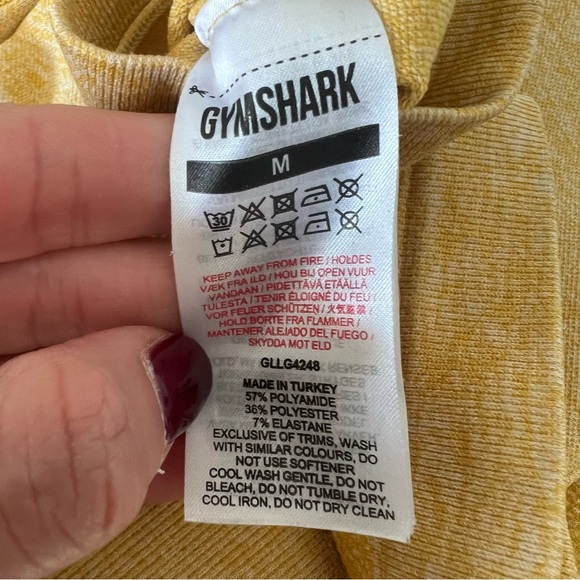 GYMSHARK
M
30
KEEP AWAY FROM FIRE / HOLDES
VÆK FRA ILD / HOU BIJ OPEN VUUR
VANDAAN / PIDETTÄVÄ ETÄÄLLÄ
TULESTA / TENIR ÉLOIGNÉ DU FEU /
VOR FEUER SCHÜTZEN / 火気厳禁 /
HOLD BORTE FRA FLAMMER /
MANTENER ALEJADO DEL FUEGO /
SKYDDA MOT ELD
GLLG4248
MADE IN TURKEY
57% POLYAMIDE
36% POLYESTER
7% ELASTANE
EXCLUSIVE OF TRIMS, WASH
WITH SIMILAR COLOURS, DO
NOT USE SOFTENER
COOL WASH GENTLE, DO NOT
BLEACH, DO NOT TUMBLE DRY,
COOL IRON, DO NOT DRY CLEAN